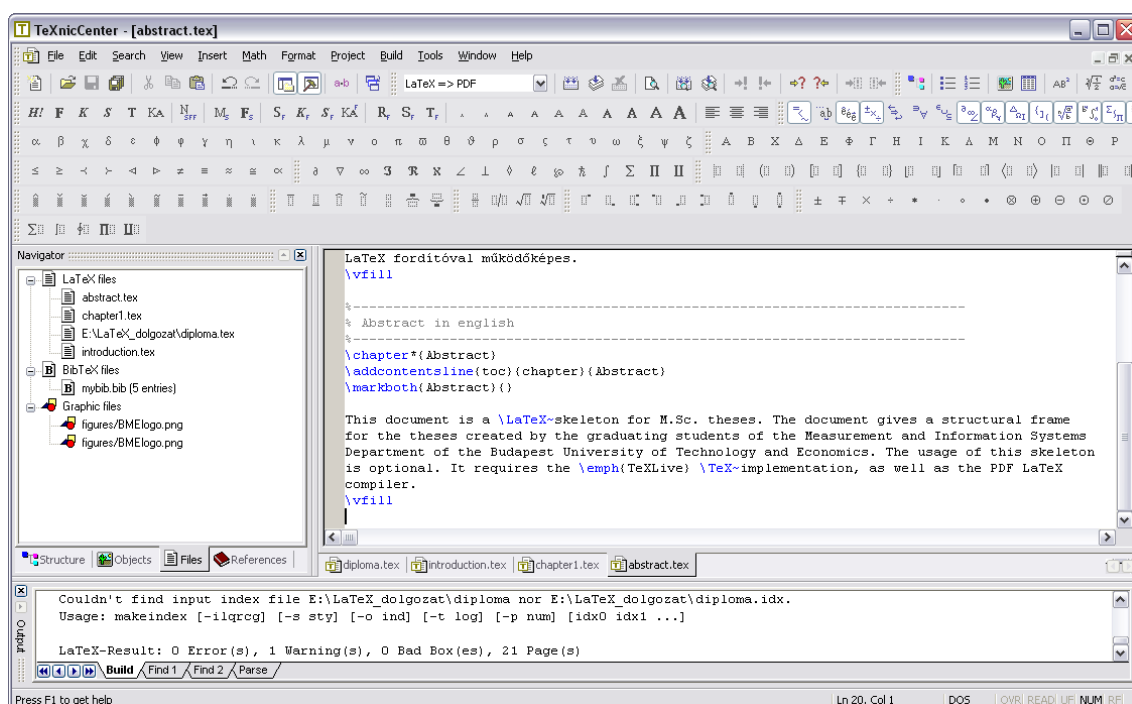 TeXnicCenter - [abstract.tex]
File Edit Search View Insert Math Format Project Build Tools Window Help
LaTeX => PDF
Navigator
LaTeX fordítóval működőképes.
\vfill
LaTeX files
abstract.tex
chapter1.tex
E:\LaTeX_dolgozat\diploma.tex
introduction.tex
BibTeX files
mybib.bib (5 entries)
Graphic files
figures/BMElogo.png
figures/BMElogo.png
%-----------------------------------------------------------------------------
% Abstract in english
%-----------------------------------------------------------------------------
\chapter*{Abstract}
\addcontentsline{toc}{chapter}{Abstract}
\markboth{Abstract}{}
This document is a \LaTeX~skeleton for M.Sc. theses. The document gives a structural frame
for the theses created by the graduating students of the Measurement and Information Systems
Department of the Budapest University of Technology and Economics. The usage of this skeleton
is optional. It requires the \emph{TeXLive} \TeX~implementation, as well as the PDF LaTeX
compiler.
\vfill
Structure Objects Files References
diploma.tex introduction.tex chapter1.tex abstract.tex
Output
Couldn't find input index file E:\LaTeX_dolgozat\diploma nor E:\LaTeX_dolgozat\diploma.idx.
Usage: makeindex [-ilqrcg] [-s sty] [-o ind] [-t log] [-p num] [idx0 idx1 ...]
LaTeX-Result: 0 Error(s), 1 Warning(s), 0 Bad Box(es), 21 Page(s)
Build Find 1 Find 2 Parse
Press F1 to get help
Ln 20, Col 1 DOS OVR READ UF NUM RF